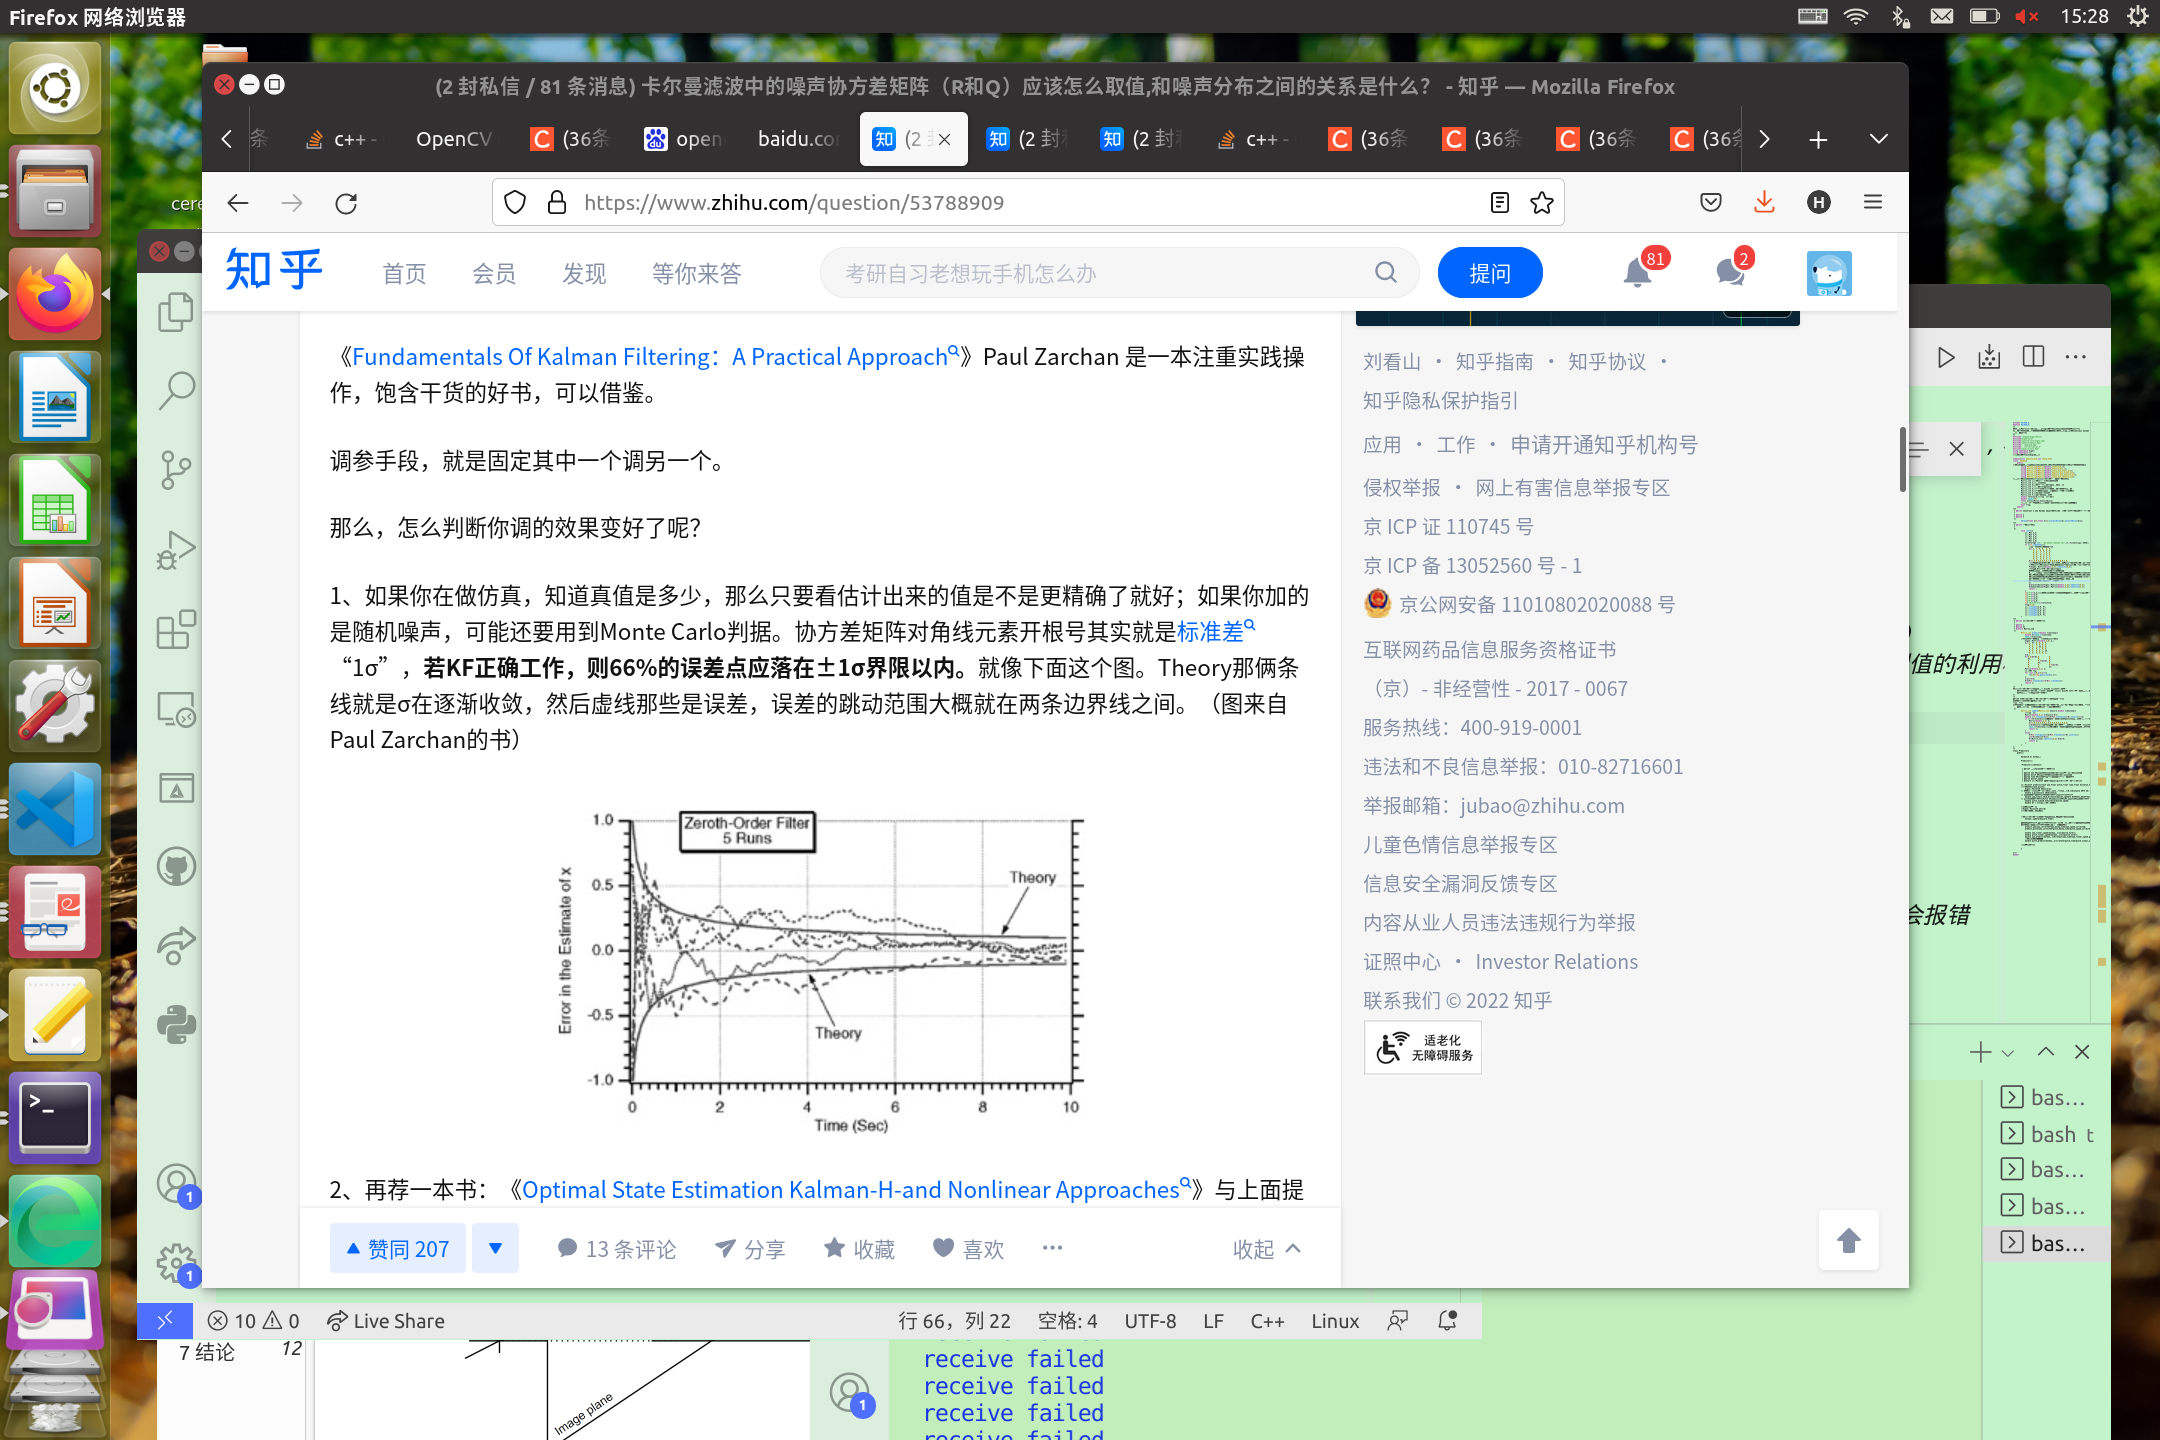 Firefox 网络浏览器
15:28
(2 封私信 / 81 条消息) 卡尔曼滤波中的噪声协方差矩阵（R和Q）应该怎么取值,和噪声分布之间的关系是什么？ - 知乎 — Mozilla Firefox
条 c++ - OpenCV C (36条 open baidu.co 知 (2 知 (2 封 知 (2 封 c++ - C (36条 C (36条 C (36条 C (36
cere
https://www.zhihu.com/question/53788909
H
知乎 首页 会员 发现 等你来答 考研自习老想玩手机怎么办 提问 81 2
《Fundamentals Of Kalman Filtering：A Practical Approach》Paul Zarchan 是一本注重实践操
作，饱含干货的好书，可以借鉴。
调参手段，就是固定其中一个调另一个。
那么，怎么判断你调的效果变好了呢？
1、如果你在做仿真，知道真值是多少，那么只要看估计出来的值是不是更精确了就好；如果你加的
是随机噪声，可能还要用到Monte Carlo判据。协方差矩阵对角线元素开根号其实就是标准差
“1σ”，若KF正确工作，则66%的误差点应落在±1σ界限以内。就像下面这个图。Theory那俩条
线就是σ在逐渐收敛，然后虚线那些是误差，误差的跳动范围大概就在两条边界线之间。（图来自
Paul Zarchan的书）
Zeroth-Order Filter
5 Runs
Error in the Estimate of x
1.0
0.5
0.0
-0.5
-1.0
Theory
Theory
0 2 4 6 8 10
Time (Sec)
2、再荐一本书：《Optimal State Estimation Kalman-H-and Nonlinear Approaches》与上面提
赞同 207 13 条评论 分享 收藏 喜欢 收起
刘看山 · 知乎指南 · 知乎协议 ·
知乎隐私保护指引
应用 · 工作 · 申请开通知乎机构号
侵权举报 · 网上有害信息举报专区
京 ICP 证 110745 号
京 ICP 备 13052560 号 - 1
京公网安备 11010802020088 号
互联网药品信息服务资格证书
（京）- 非经营性 - 2017 - 0067
服务热线：400-919-0001
违法和不良信息举报：010-82716601
举报邮箱：jubao@zhihu.com
儿童色情信息举报专区
信息安全漏洞反馈专区
内容从业人员违法违规行为举报
证照中心 · Investor Relations
联系我们 © 2022 知乎
适老化
无障碍服务
值的利用
会报错
bas...
bash t
bas...
bas...
bas...
1
1
10 0 Live Share 行 66，列 22 空格: 4 UTF-8 LF C++ Linux
7 结论 12
Image plane
1
receive failed
receive failed
receive failed
receive failed